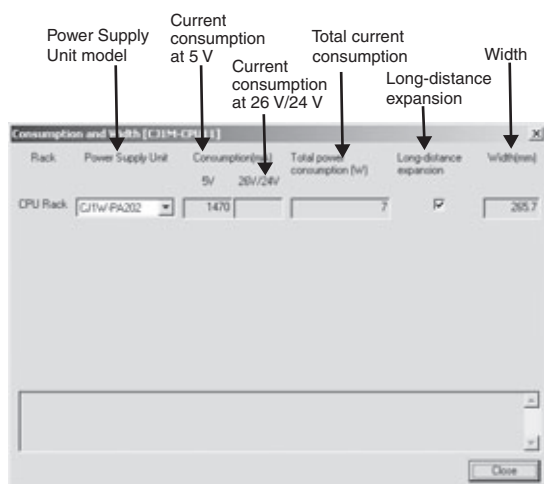 Power Supply
Unit model
Current
consumption
at 5 V
Current
consumption
at 26 V/24 V
Total current
consumption
Long-distance
expansion
Width
Consumption and Width [CJ1M-CPU11]
Rack
Power Supply Unit
Consumption(mA)
5V
26V/24V
Total power
consumption (W)
Long-distance
expansion
Width(mm)
CPU Rack
CJ1W-PA202
1470
7
265.7
Close